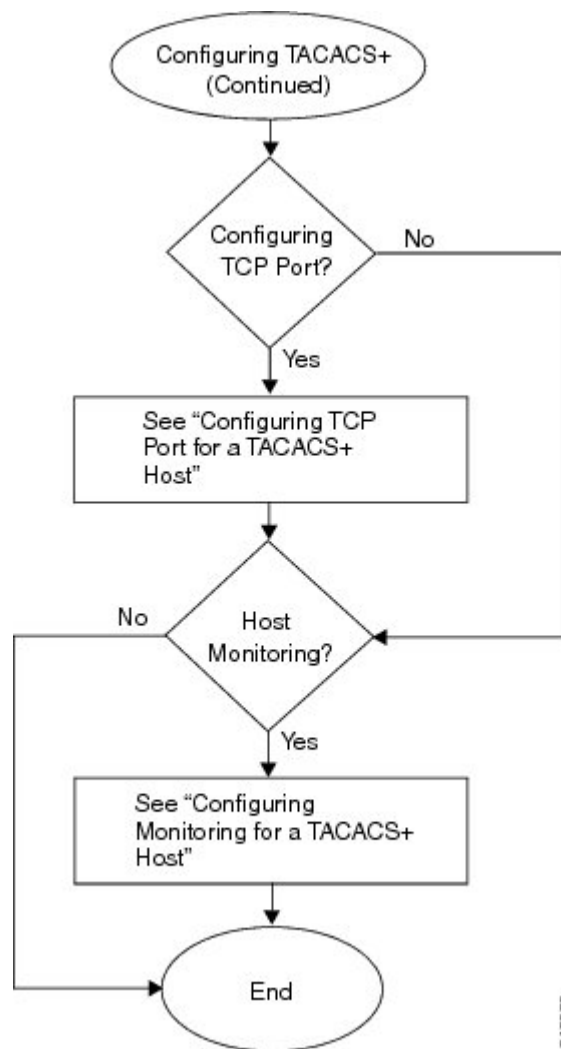 Configuring TACACS+
(Continued)
Configuring
TCP Port?
No
Yes
See “Configuring TCP
Port for a TACACS+
Host”
No
Host
Monitoring?
Yes
See “Configuring
Monitoring for a TACACS+
Host”
End